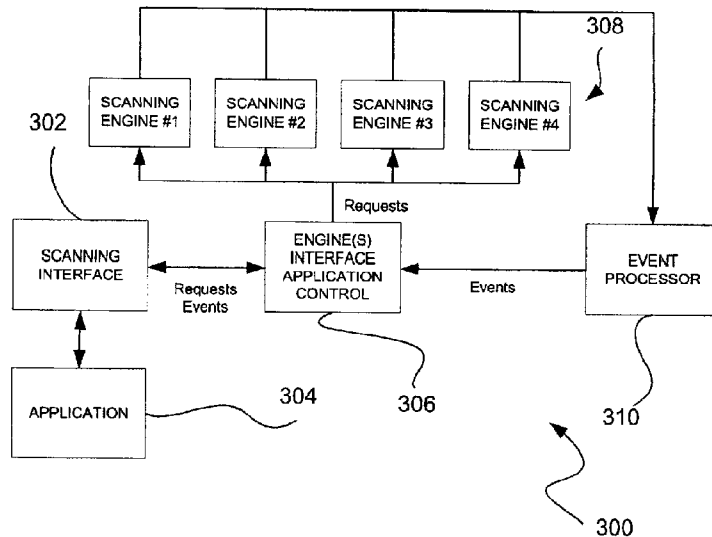 308
SCANNING
ENGINE #1
SCANNING
ENGINE #2
SCANNING
ENGINE #3
SCANNING
ENGINE #4
302
Requests
SCANNING
INTERFACE
Requests
Events
ENGINE(S)
INTERFACE
APPLICATION
CONTROL
Events
EVENT
PROCESSOR
APPLICATION
304
306
310
300